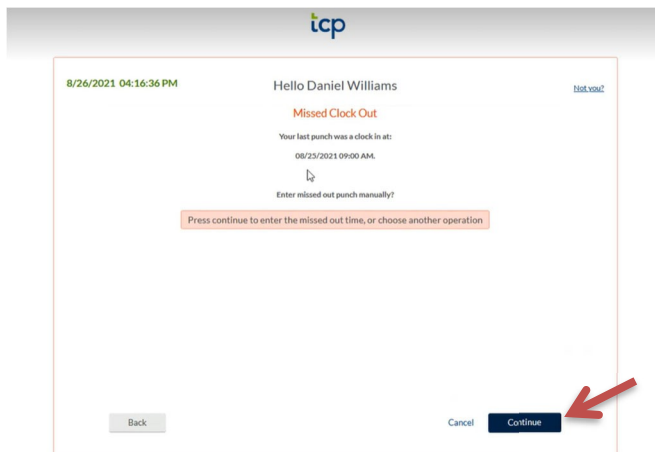 tcp
8/26/2021 04:16:36 PM
Hello Daniel Williams
Not you?
Missed Clock Out
Your last punch was a clock in at:
08/25/2021 09:00 AM.
Enter missed out punch manually?
Press continue to enter the missed out time, or choose another operation
Back
Cancel
Continue